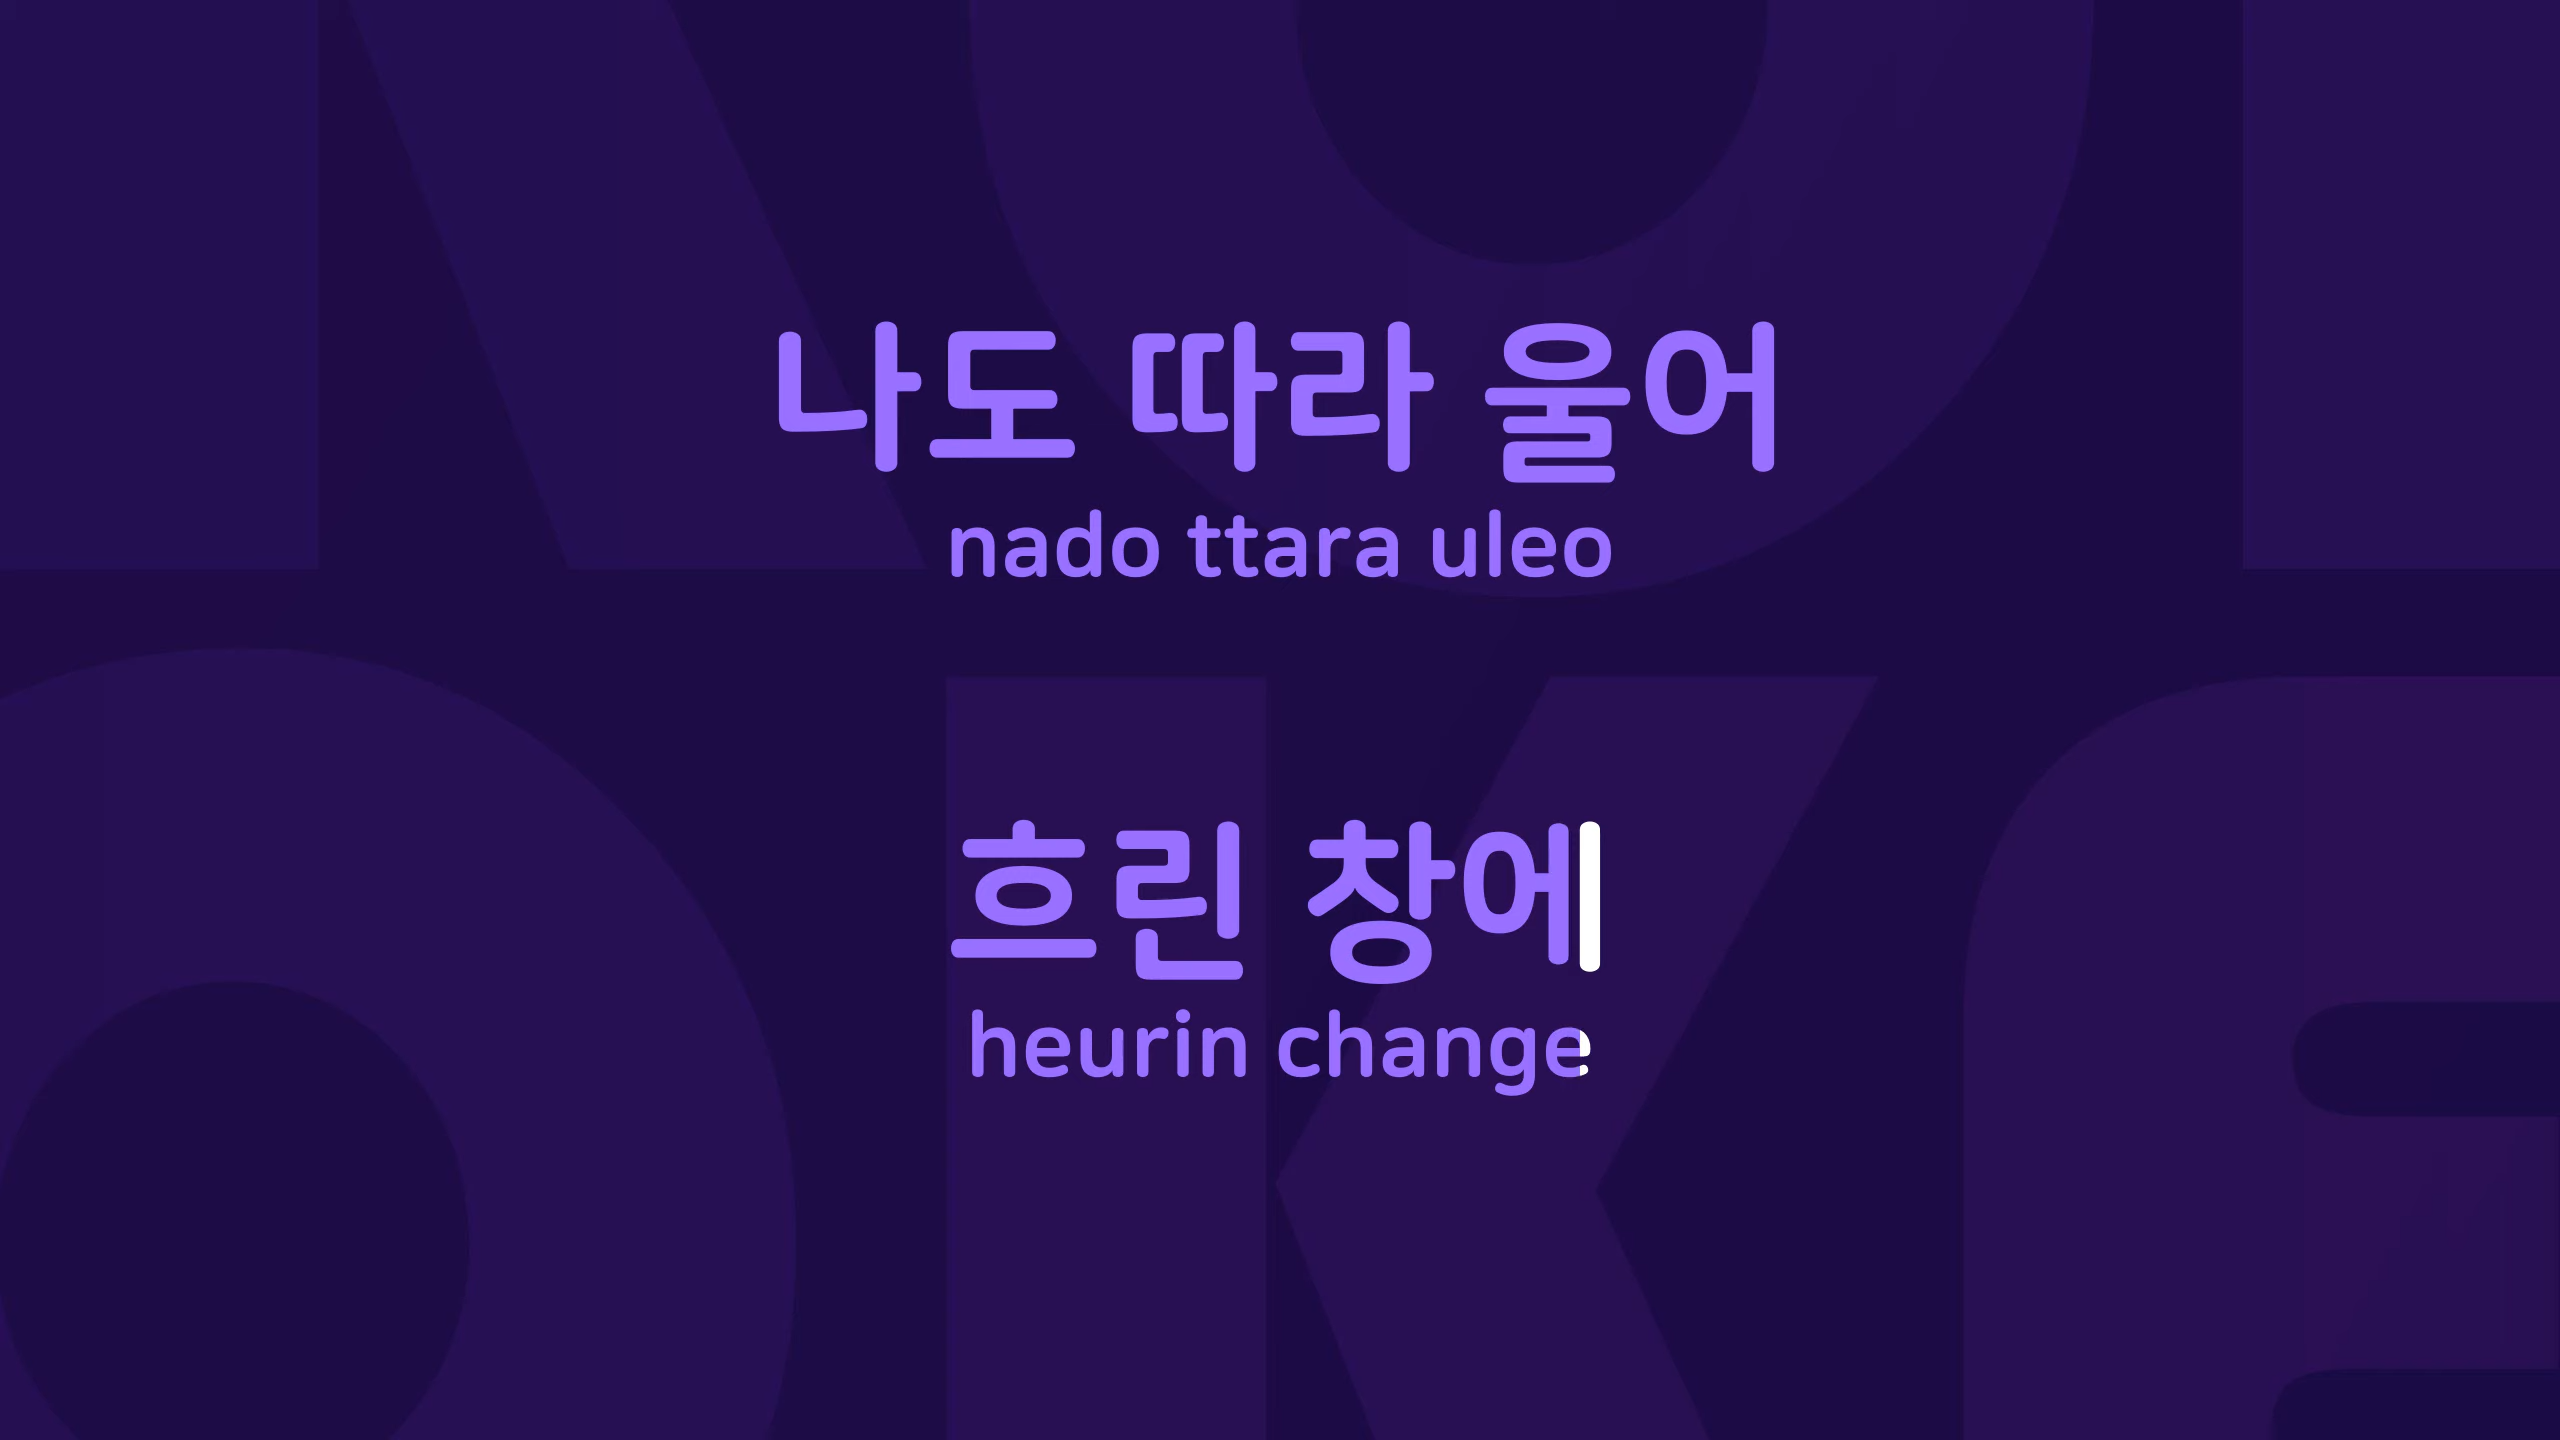 나도 따라 울어
nado ttara uleo
흐린 창에
heurin change